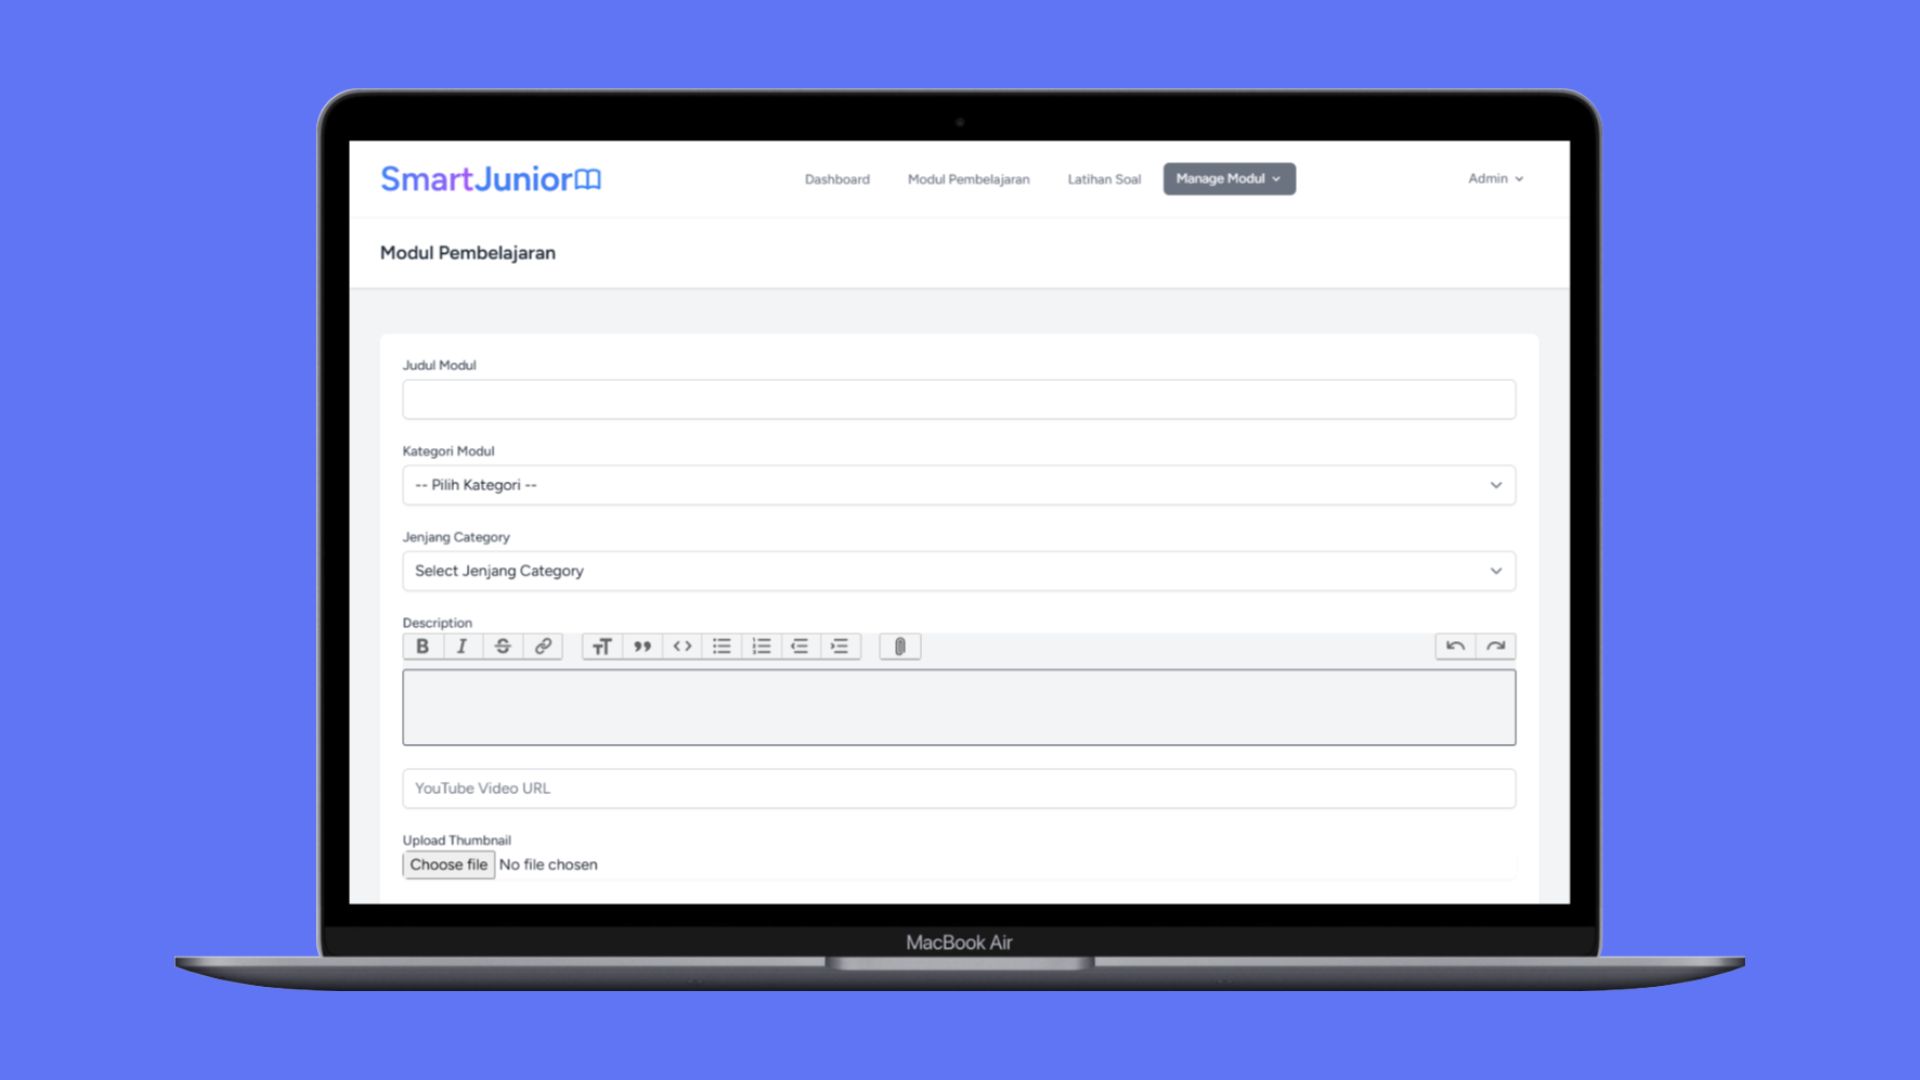 SmartJunior
Dashboard Modul Pembelajaran Latihan Soal Manage Modul Admin
Modul Pembelajaran
Judul Modul
Kategori Modul
-- Pilih Kategori --
Jenjang Category
Select Jenjang Category
Description
YouTube Video URL
Upload Thumbnail
Choose file No file chosen
MacBook Air